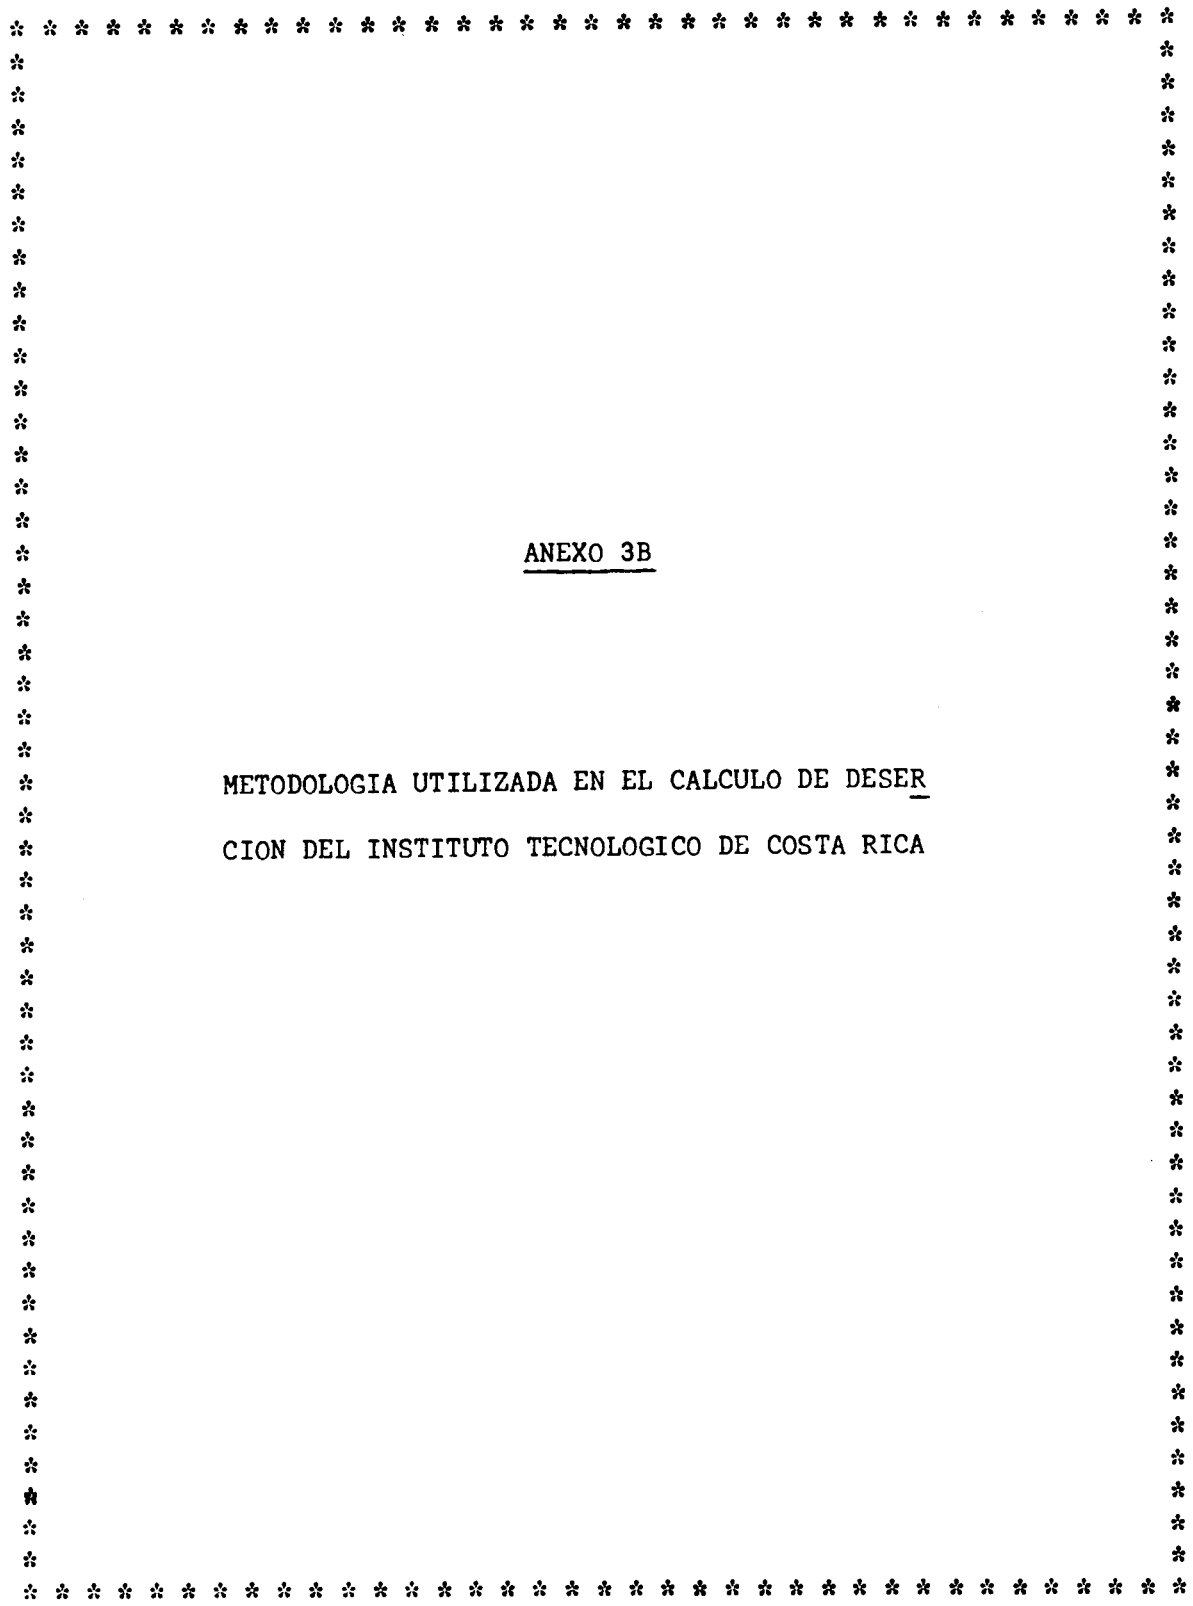 ANEXO 3B
METODOLOGIA UTILIZADA EN EL CALCULO DE DESER
CION DEL INSTITUTO TECNOLOGICO DE COSTA RICA